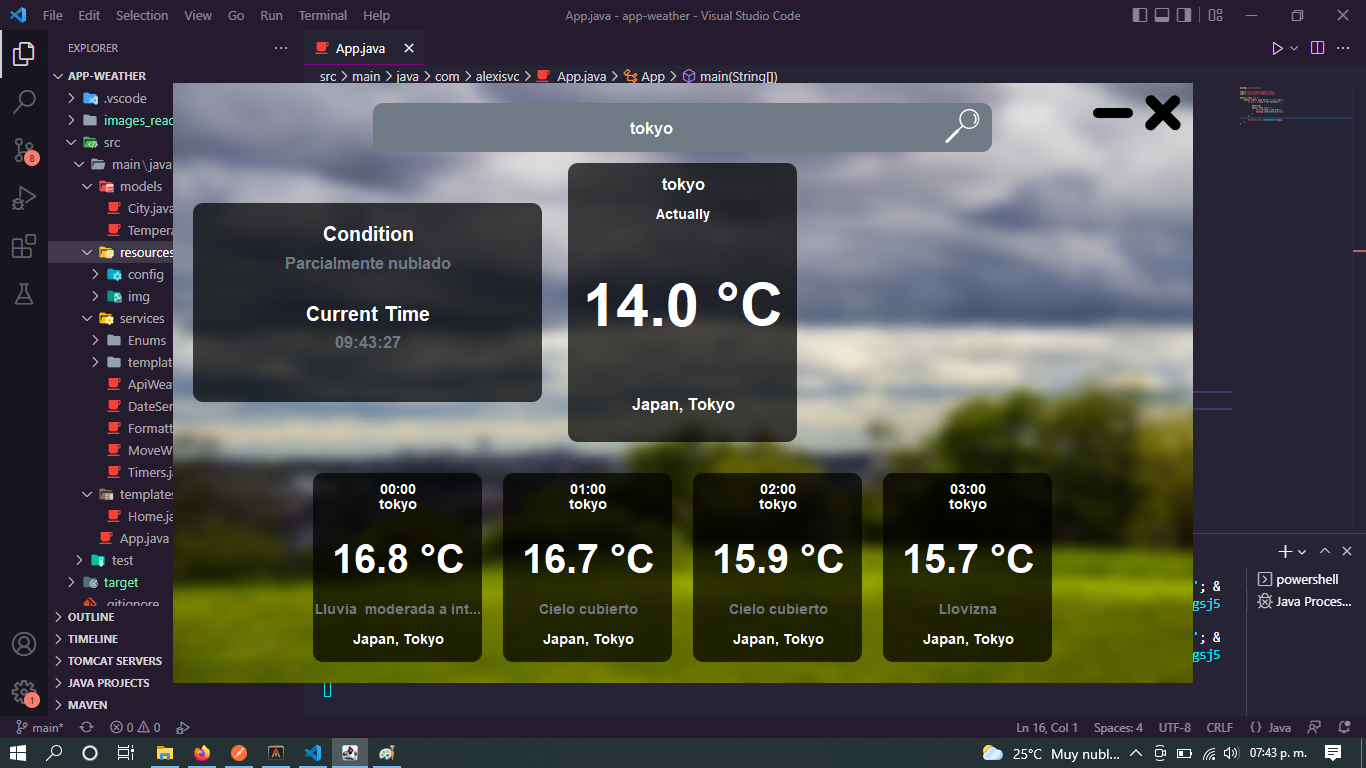 File Edit Selection View Go Run Terminal Help
App.java - app-weather - Visual Studio Code
EXPLORER
App.java
src > main > java > com > alexisvc > App.java > App > main(String[])
APP-WEATHER
.vscode
images_read
src
main\java
models
City.java
Tempera
resources
config
img
services
Enums
templat
ApiWea
DateSer
Formatt
MoveW
Timers.j
templates
Home.ja
App.java
test
target
.gitignore
OUTLINE
TIMELINE
TOMCAT SERVERS
JAVA PROJECTS
MAVEN
8
1
tokyo
Condition
Parcialmente nublado
Current Time
09:43:27
tokyo
Actually
14.0 °C
Japan, Tokyo
00:00
tokyo
16.8 °C
Lluvia moderada a int...
Japan, Tokyo
01:00
tokyo
16.7 °C
Cielo cubierto
Japan, Tokyo
02:00
tokyo
15.9 °C
Cielo cubierto
Japan, Tokyo
03:00
tokyo
15.7 °C
Llovizna
Japan, Tokyo
'; &
gsj5
'; &
gsj5
powershell
Java Proces...
main*
0 0
Ln 16, Col 1
Spaces: 4
UTF-8
CRLF
{} Java
25°C Muy nubl...
07:43 p. m.